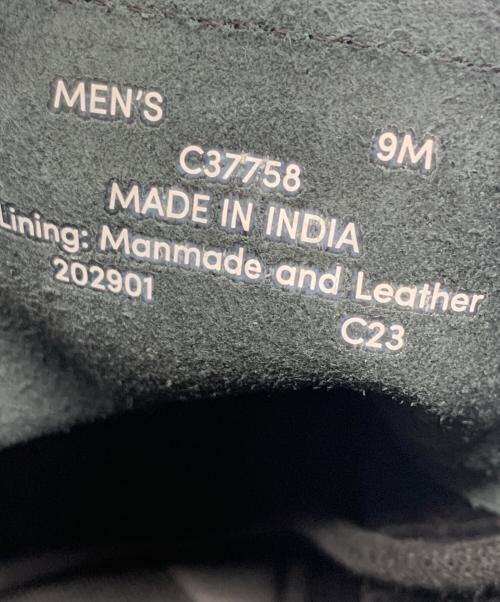 MEN'S
9M
C37758
MADE IN INDIA
Lining: Manmade and Leather
202901
C23